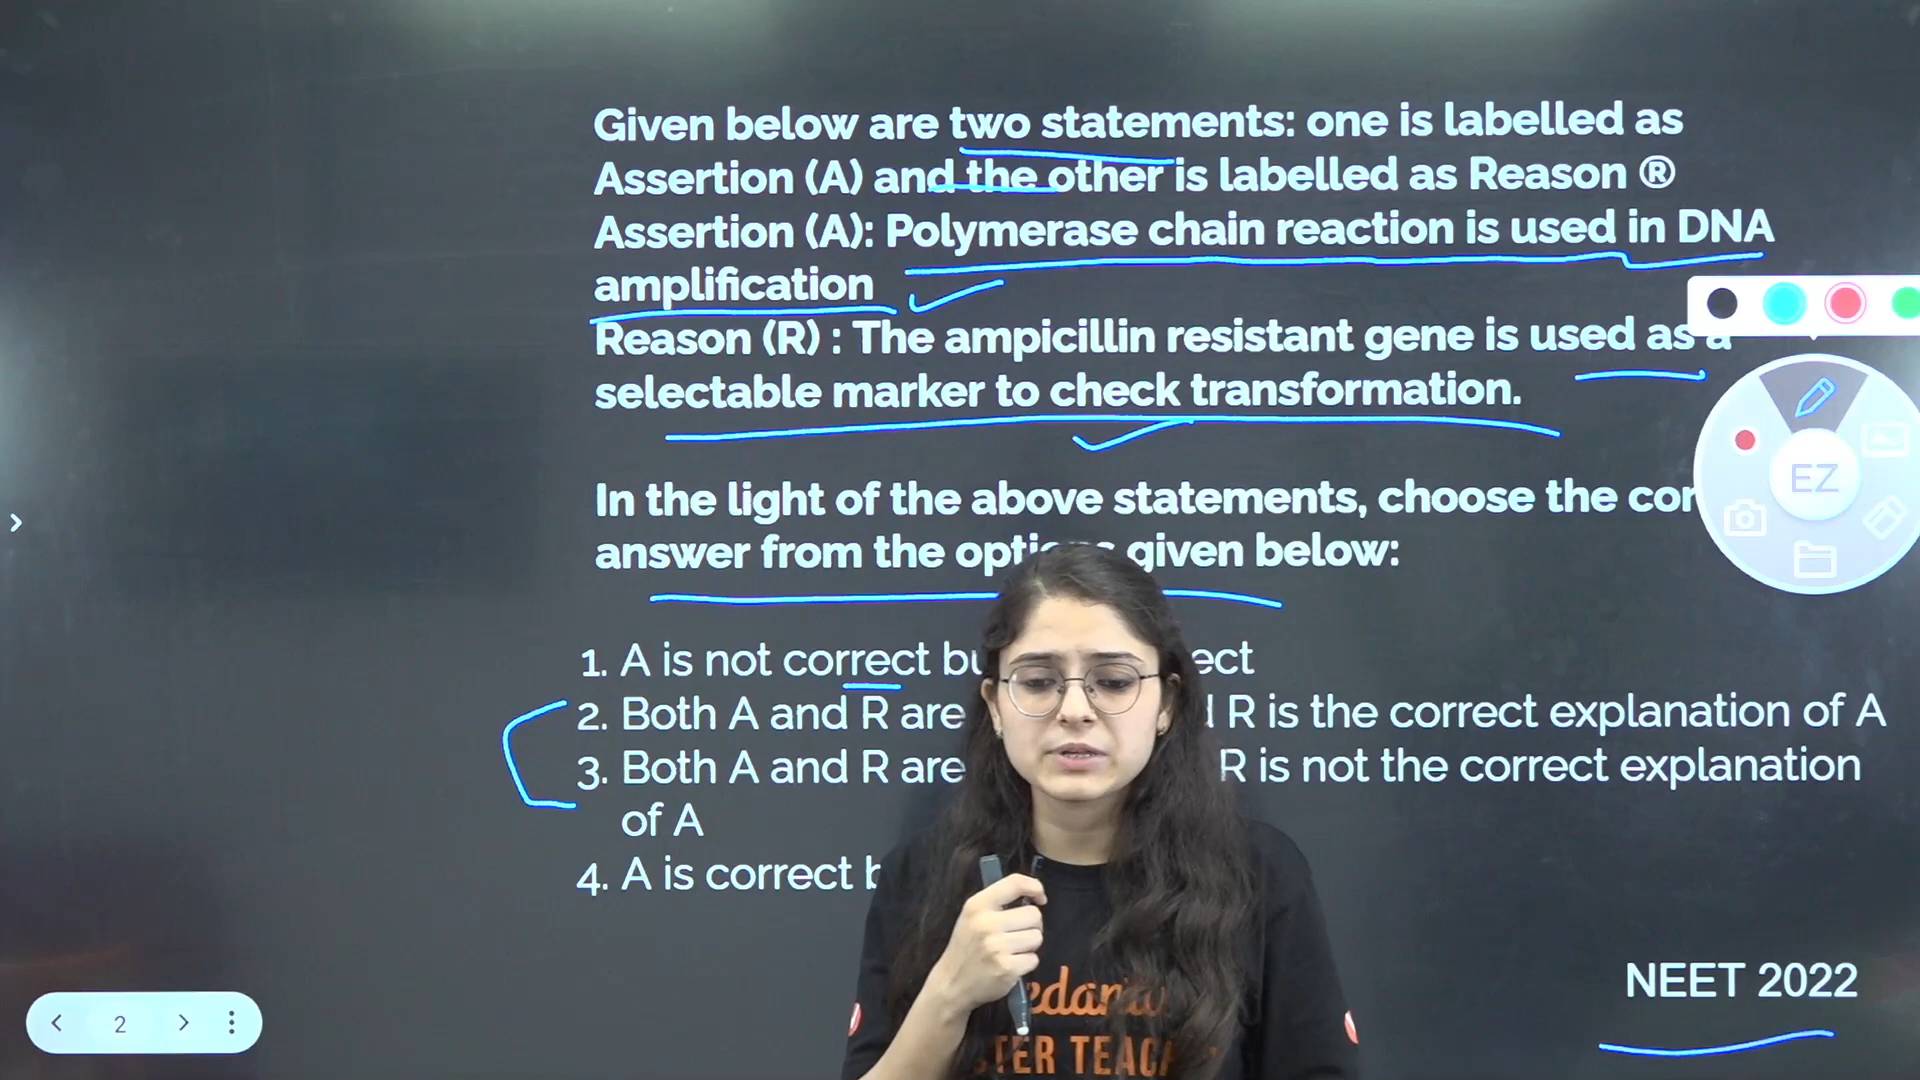 Given below are two statements: one is labelled as
Assertion (A) and the other is labelled as Reason ®
Assertion (A): Polymerase chain reaction is used in DNA
amplification
Reason (R) : The ampicillin resistant gene is used as a
selectable marker to check transformation.
In the light of the above statements, choose the
answer from the given below:
EZ
1. A is not correct
2. Both A and R are R is the correct explanation of A
3. Both A and R are R is not the correct explanation
of A
4. A is correct
NEET 2022
2